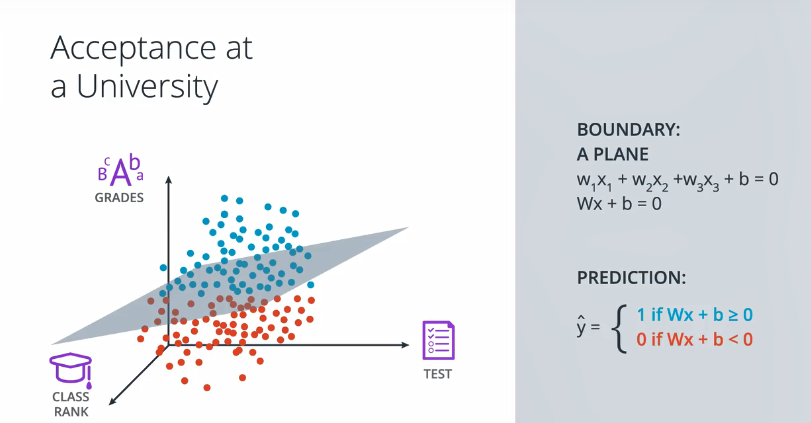 Acceptance at
a University
B c A b a
GRADES
CLASS
RANK
TEST
BOUNDARY:
A PLANE
w₁x₁ + w₂x₂ +w₃x₃ + b = 0
Wx + b = 0
PREDICTION:
ŷ = { 1 if Wx + b ≥ 0
0 if Wx + b < 0